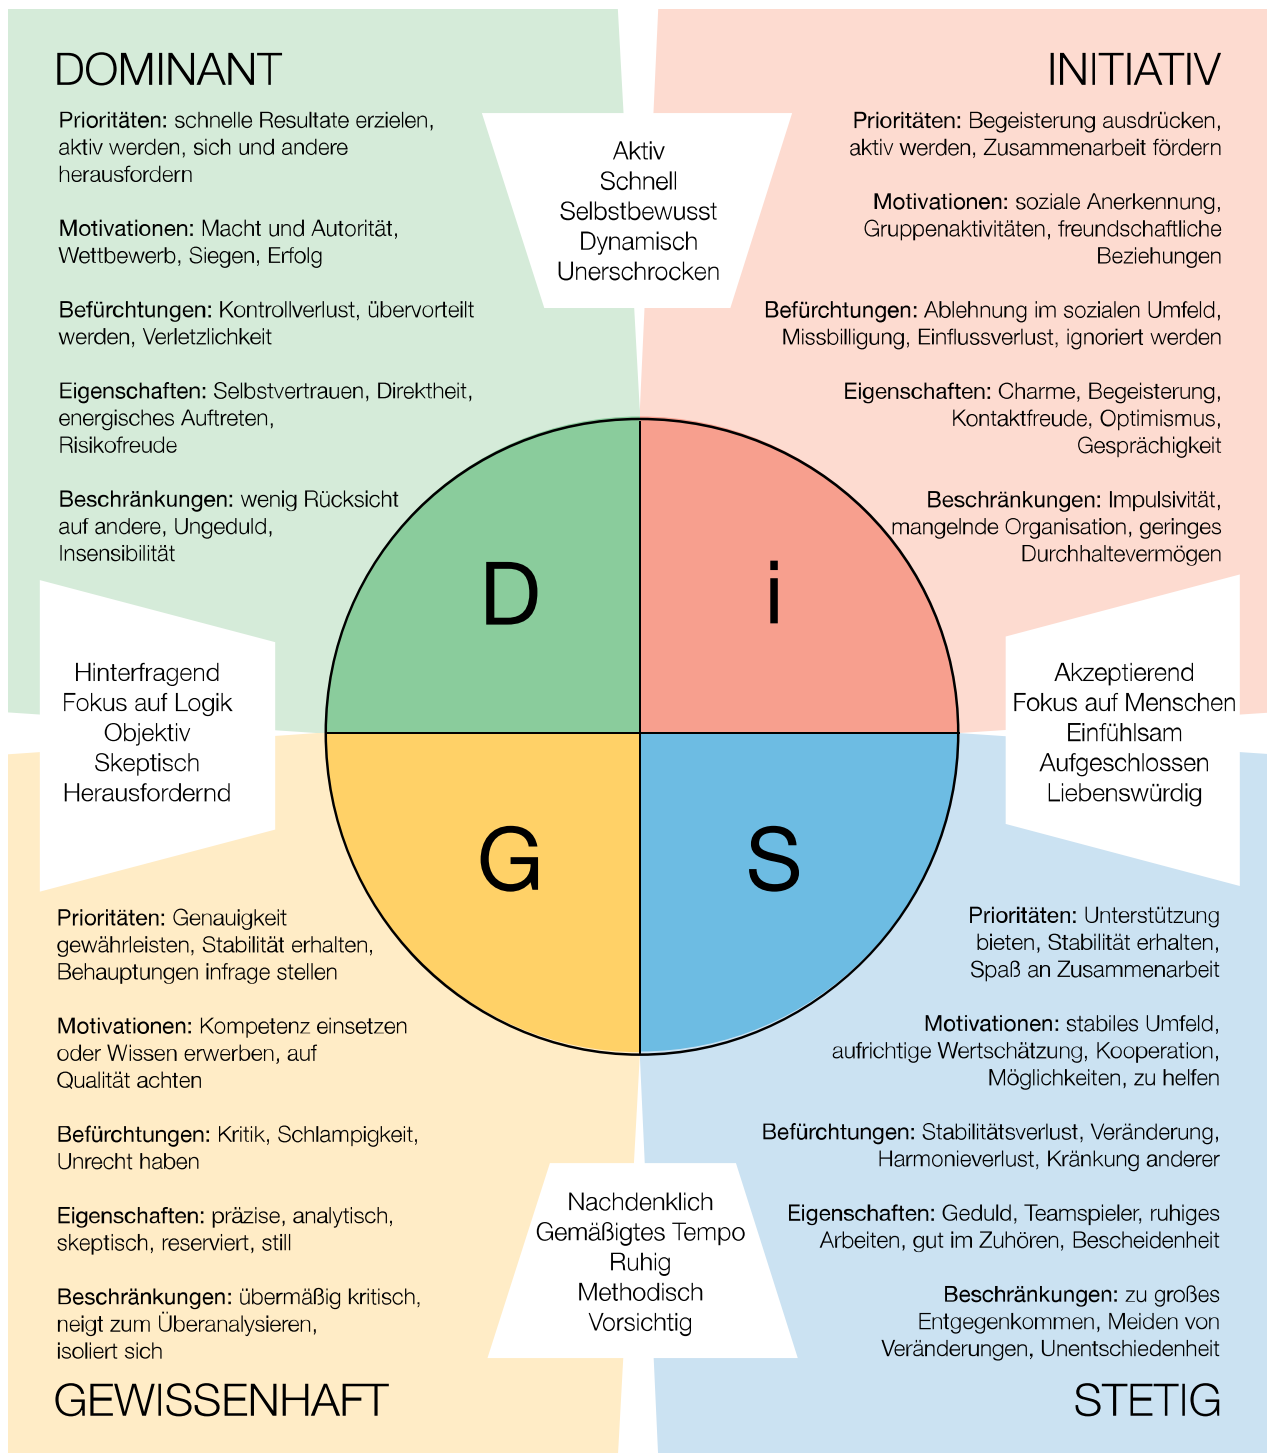 DOMINANT
Prioritäten: schnelle Resultate erzielen,
aktiv werden, sich und andere
herausfordern
Motivationen: Macht und Autorität,
Wettbewerb, Siegen, Erfolg
Befürchtungen: Kontrollverlust, übervorteilt
werden, Verletzlichkeit
Eigenschaften: Selbstvertrauen, Direktheit,
energisches Auftreten,
Risikofreude
Beschränkungen: wenig Rücksicht
auf andere, Ungeduld,
Insensibilität
Aktiv
Schnell
Selbstbewusst
Dynamisch
Unerschrocken
INITIATIV
Prioritäten: Begeisterung ausdrücken,
aktiv werden, Zusammenarbeit fördern
Motivationen: soziale Anerkennung,
Gruppenaktivitäten, freundschaftliche
Beziehungen
Befürchtungen: Ablehnung im sozialen Umfeld,
Missbilligung, Einflussverlust, ignoriert werden
Eigenschaften: Charme, Begeisterung,
Kontaktfreude, Optimismus,
Gesprächigkeit
Beschränkungen: Impulsivität,
mangelnde Organisation, geringes
Durchhaltevermögen
D
i
Hinterfragend
Fokus auf Logik
Objektiv
Skeptisch
Herausfordernd
Akzeptierend
Fokus auf Menschen
Einfühlsam
Aufgeschlossen
Liebenswürdig
G
S
Prioritäten: Genauigkeit
gewährleisten, Stabilität erhalten,
Behauptungen infrage stellen
Motivationen: Kompetenz einsetzen
oder Wissen erwerben, auf
Qualität achten
Befürchtungen: Kritik, Schlampigkeit,
Unrecht haben
Eigenschaften: präzise, analytisch,
skeptisch, reserviert, still
Beschränkungen: übermäßig kritisch,
neigt zum Überanalysieren,
isoliert sich
GEWISSENHAFT
Nachdenklich
Gemäßigtes Tempo
Ruhig
Methodisch
Vorsichtig
Prioritäten: Unterstützung
bieten, Stabilität erhalten,
Spaß an Zusammenarbeit
Motivationen: stabiles Umfeld,
aufrichtige Wertschätzung, Kooperation,
Möglichkeiten, zu helfen
Befürchtungen: Stabilitätsverlust, Veränderung,
Harmonieverlust, Kränkung anderer
Eigenschaften: Geduld, Teamspieler, ruhiges
Arbeiten, gut im Zuhören, Bescheidenheit
Beschränkungen: zu großes
Entgegenkommen, Meiden von
Veränderungen, Unentschiedenheit
STETIG